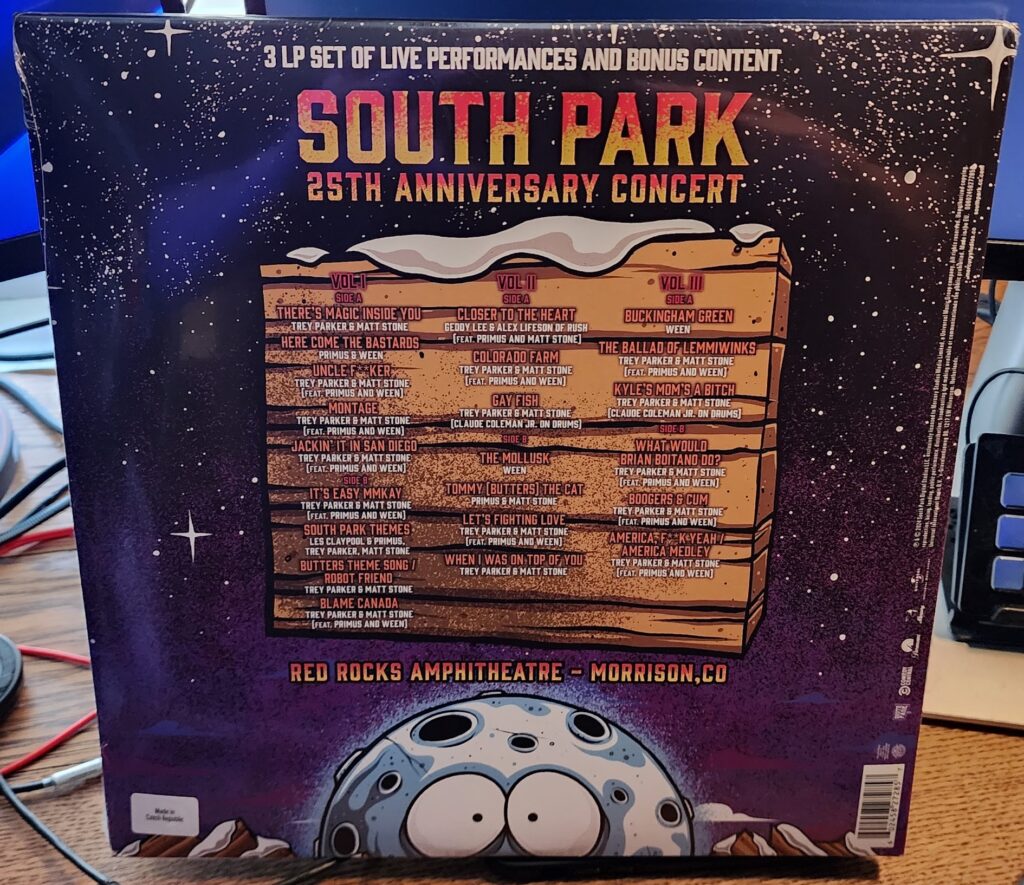 3 LP SET OF LIVE PERFORMANCES AND BONUS CONTENT
SOUTH PARK
25TH ANNIVERSARY CONCERT
VOL I
SIDE A
THERE'S MAGIC INSIDE YOU
TREY PARKER & MATT STONE
HERE COME THE BASTARDS
PRIMUS & WEEN
UNCLE F**KER
TREY PARKER & MATT STONE
[FEAT. PRIMUS AND WEEN]
MONTAGE
TREY PARKER & MATT STONE
[FEAT. PRIMUS AND WEEN]
JACKIN' IT IN SAN DIEGO
TREY PARKER & MATT STONE
[FEAT. PRIMUS AND WEEN]
SIDE B
IT'S EASY MMKAY
TREY PARKER & MATT STONE
[FEAT. PRIMUS AND WEEN]
SOUTH PARK THEMES
LES CLAYPOOL & PRIMUS,
TREY PARKER, MATT STONE
BUTTERS THEME SONG /
ROBOT FRIEND
TREY PARKER & MATT STONE
BLAME CANADA
TREY PARKER & MATT STONE
[FEAT. PRIMUS AND WEEN]
VOL II
SIDE A
CLOSER TO THE HEART
GEDDY LEE & ALEX LIFESON OF RUSH
[FEAT. PRIMUS AND MATT STONE]
COLORADO FARM
TREY PARKER & MATT STONE
[FEAT. PRIMUS AND WEEN]
GAY FISH
TREY PARKER & MATT STONE
[CLAUDE COLEMAN JR. ON DRUMS]
SIDE B
THE MOLLUSK
WEEN
TOMMY [BUTTERS] THE CAT
PRIMUS & MATT STONE
LET'S FIGHTING LOVE
TREY PARKER & MATT STONE
[FEAT. PRIMUS AND WEEN]
WHEN I WAS ON TOP OF YOU
TREY PARKER & MATT STONE
VOL III
SIDE A
BUCKINGHAM GREEN
WEEN
THE BALLAD OF LEMMIWINKS
TREY PARKER & MATT STONE
[FEAT. PRIMUS AND WEEN]
KYLE'S MOM'S A BITCH
TREY PARKER & MATT STONE
[CLAUDE COLEMAN JR. ON DRUMS]
SIDE B
WHAT WOULD
BRIAN BOITANO DO?
TREY PARKER & MATT STONE
[FEAT. PRIMUS AND WEEN]
BOOGERS & CUM
TREY PARKER & MATT STONE
[FEAT. PRIMUS AND WEEN]
AMERICA, F**K YEAH /
AMERICA MEDLEY
TREY PARKER & MATT STONE
[FEAT. PRIMUS AND WEEN]
RED ROCKS AMPHITHEATRE – MORRISON,CO
Made in
Czech Republic